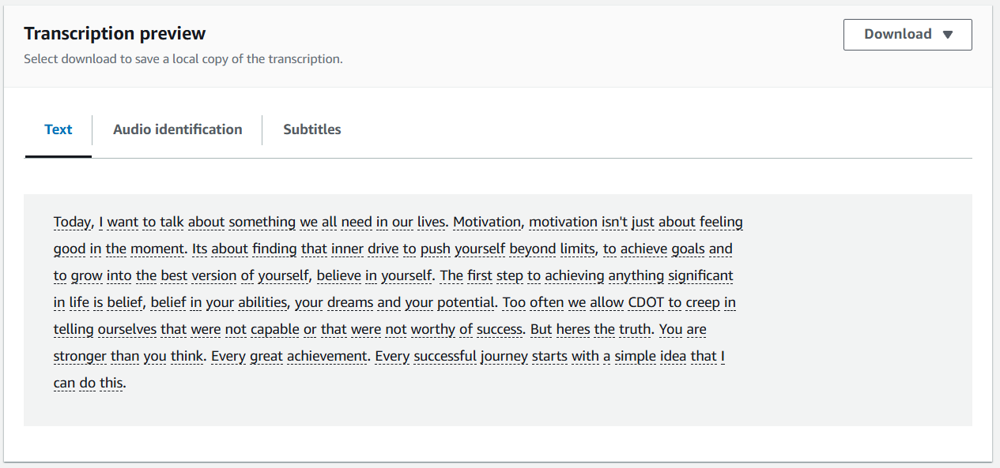 Transcription preview
Download
Select download to save a local copy of the transcription.
Text
Audio identification
Subtitles
Today, I want to talk about something we all need in our lives. Motivation, motivation isn't just about feeling
good in the moment. Its about finding that inner drive to push yourself beyond limits, to achieve goals and
to grow into the best version of yourself, believe in yourself. The first step to achieving anything significant
in life is belief, belief in your abilities, your dreams and your potential. Too often we allow CDOT to creep in
telling ourselves that were not capable or that were not worthy of success. But heres the truth. You are
stronger than you think. Every great achievement. Every successful journey starts with a simple idea that I
can do this.